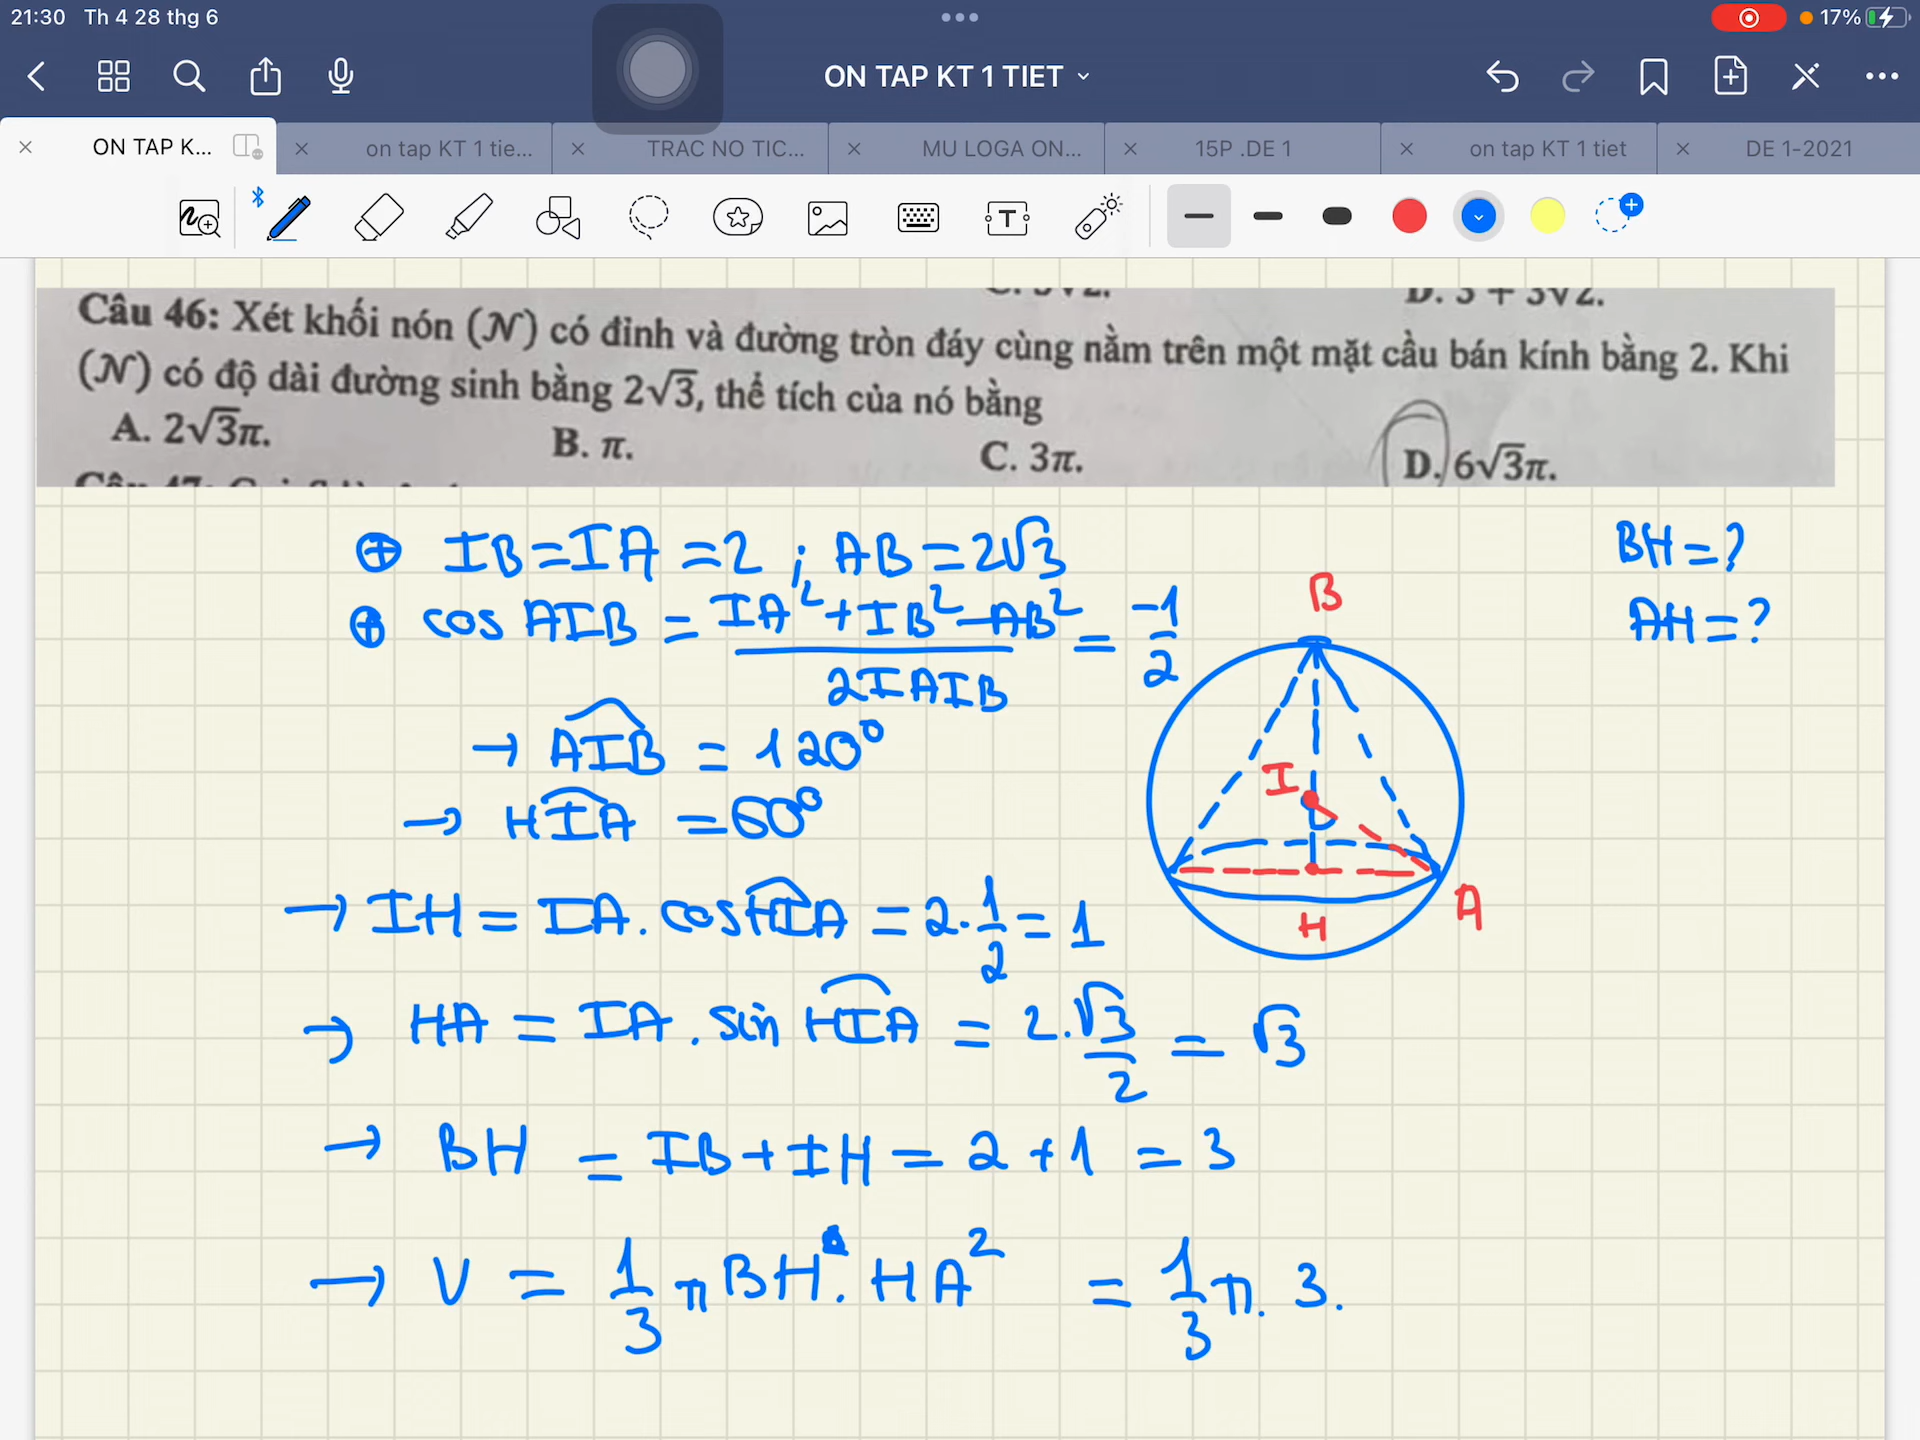 21:30 Th 4 28 thg 6
17%
ON TAP KT 1 TIET
ON TAP K...
on tap KT 1 tie...
TRAC NO TIC...
MU LOGA ON...
15P .DE 1
on tap KT 1 tiet
DE 1-2021
D. 3 + 3√2.
Câu 46: Xét khối nón (N) có đỉnh và đường tròn đáy cùng nằm trên một mặt cầu bán kính bằng 2. Khi
(N) có độ dài đường sinh bằng 2√3, thể tích của nó bằng
A. 2√3π.
B. π.
C. 3π.
D. 6√3π.
⊕ IB = IA = 2 ; AB = 2√3
⊕ cos AIB = (IA² + IB² - AB²) / 2IAIB = -1/2
→ AIB = 120°
→ HIA = 60°
→ IH = IA. cos HIA = 2. 1/2 = 1
→ HA = IA . sin HIA = 2. √3/2 = √3
→ BH = IB + IH = 2 + 1 = 3
→ V = 1/3 π BH . HA² = 1/3 π. 3.
BH = ?
AH = ?
B
I
H
A